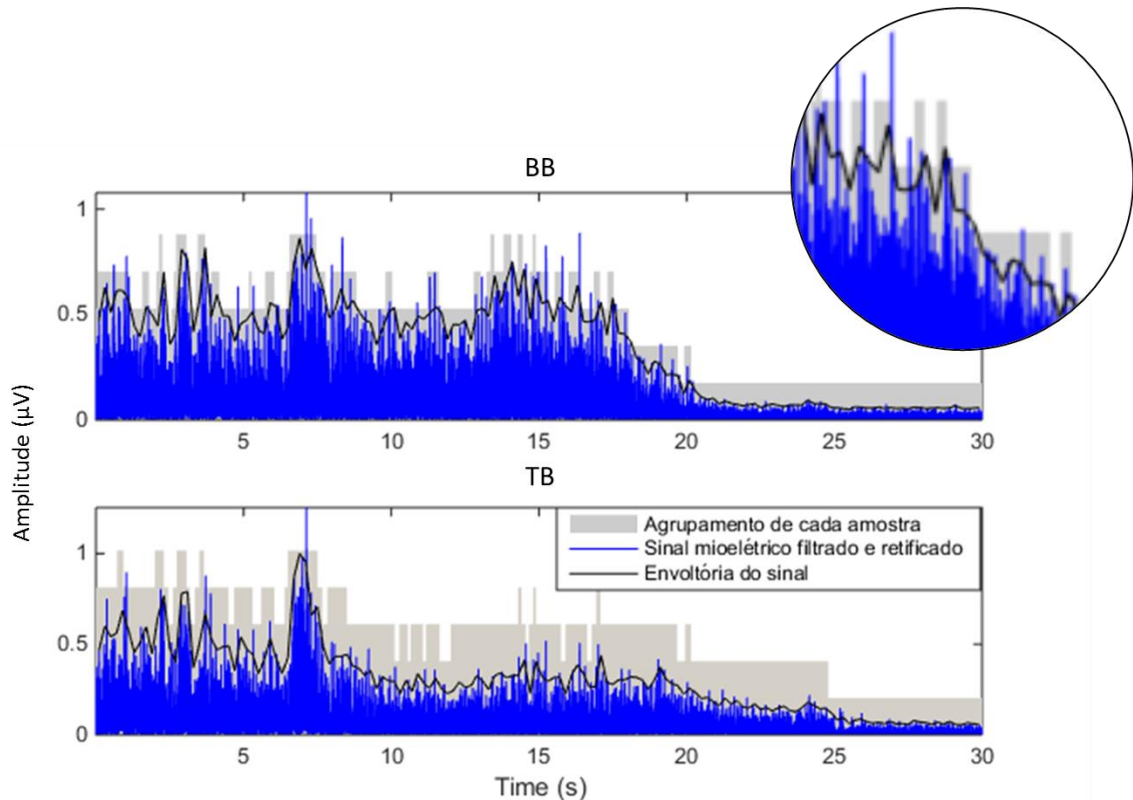 BB
1
0.5
0
5 10 15 20 25 30
Amplitude (µV)
TB
Agrupamento de cada amostra
Sinal mioelétrico filtrado e retificado
Envoltória do sinal
1
0.5
0
5 10 15 20 25 30
Time (s)